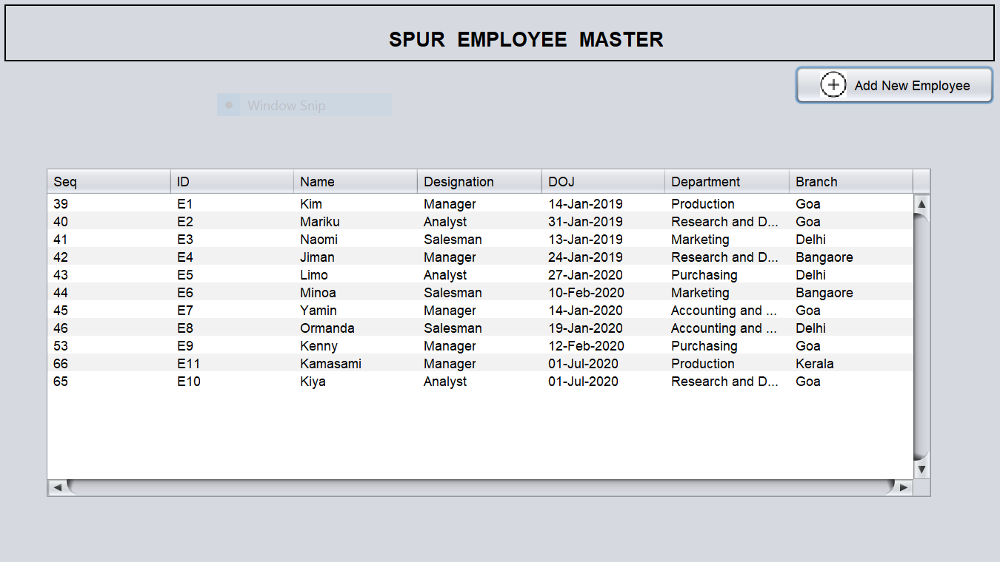 SPUR EMPLOYEE MASTER
Add New Employee
Window Snip
Seq ID Name Designation DOJ Department Branch
39 E1 Kim Manager 14-Jan-2019 Production Goa
40 E2 Mariku Analyst 31-Jan-2019 Research and D... Goa
41 E3 Naomi Salesman 13-Jan-2019 Marketing Delhi
42 E4 Jiman Manager 24-Jan-2019 Research and D... Bangaore
43 E5 Limo Analyst 27-Jan-2020 Purchasing Delhi
44 E6 Minoa Salesman 10-Feb-2020 Marketing Bangaore
45 E7 Yamin Manager 14-Jan-2020 Accounting and ... Goa
46 E8 Ormanda Salesman 19-Jan-2020 Accounting and ... Delhi
53 E9 Kenny Manager 12-Feb-2020 Purchasing Goa
66 E11 Kamasami Manager 01-Jul-2020 Production Kerala
65 E10 Kiya Analyst 01-Jul-2020 Research and D... Goa